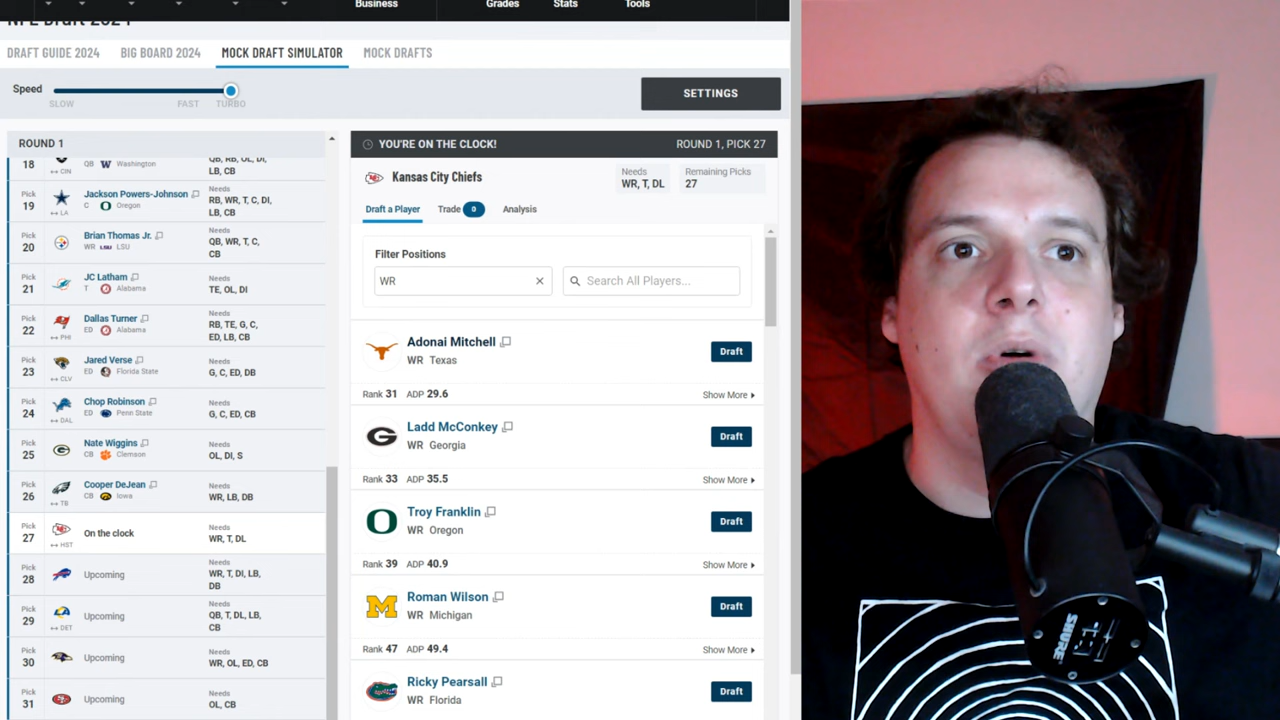 Business Grades Stats Tools
NFL Draft 2024
DRAFT GUIDE 2024 BIG BOARD 2024 MOCK DRAFT SIMULATOR MOCK DRAFTS
Speed
SLOW FAST TURBO
SETTINGS
ROUND 1
18 CIN QB W Washington QB, RB, OL, DI, LB, CB
Pick 19 LA Jackson Powers-Johnson C Oregon Needs RB, WR, T, C, DI, LB, CB
Pick 20 Brian Thomas Jr. WR LSU LSU Needs QB, WR, T, C, CB
Pick 21 JC Latham T Alabama Needs TE, OL, DI
Pick 22 PHI Dallas Turner ED Alabama Needs RB, TE, G, C, ED, LB, CB
Pick 23 CLV Jared Verse ED Florida State Needs G, C, ED, DB
Pick 24 DAL Chop Robinson ED Penn State Needs G, C, ED, CB
Pick 25 Nate Wiggins CB Clemson Needs OL, DI, S
Pick 26 TB Cooper DeJean CB Iowa Needs WR, LB, DB
Pick 27 HST On the clock Needs WR, T, DL
Pick 28 Upcoming Needs WR, T, DI, LB, DB
Pick 29 DET Upcoming Needs QB, T, DL, LB, CB
Pick 30 Upcoming Needs WR, OL, ED, CB
Pick 31 Upcoming Needs OL, CB
YOU'RE ON THE CLOCK! ROUND 1, PICK 27
Kansas City Chiefs Needs WR, T, DL Remaining Picks 27
Draft a Player Trade 0 Analysis
Filter Positions
WR Search All Players...
Adonai Mitchell Draft
WR Texas
Rank 31 ADP 29.6 Show More
Ladd McConkey Draft
WR Georgia
Rank 33 ADP 35.5 Show More
Troy Franklin Draft
WR Oregon
Rank 39 ADP 40.9 Show More
Roman Wilson Draft
WR Michigan
Rank 47 ADP 49.4 Show More
Ricky Pearsall Draft
WR Florida
SHURE